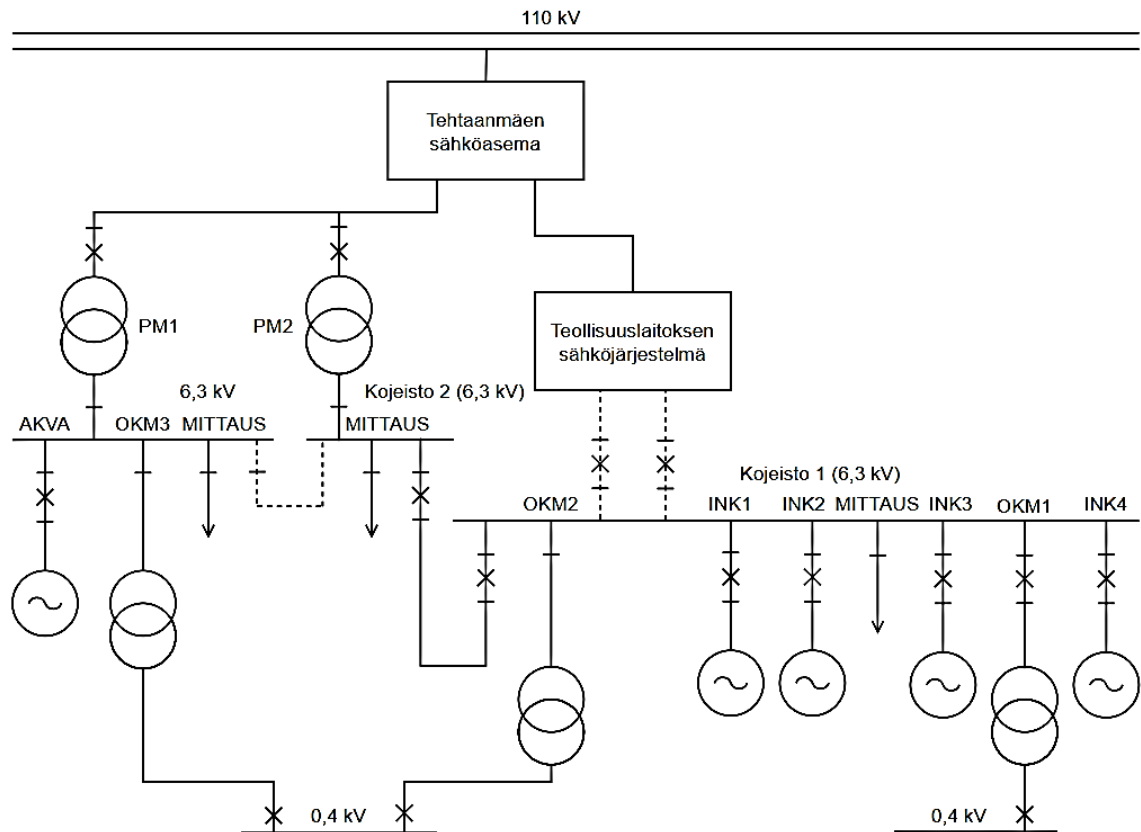 110 kV
Tehtaanmäen
sähköasema
PM1
PM2
Teollisuuslaitoksen
sähköjärjestelmä
6,3 kV
Kojeisto 2 (6,3 kV)
AKVA
OKM3
MITTAUS
MITTAUS
Kojeisto 1 (6,3 kV)
OKM2
INK1
INK2
MITTAUS
INK3
OKM1
INK4
0,4 kV
0,4 kV